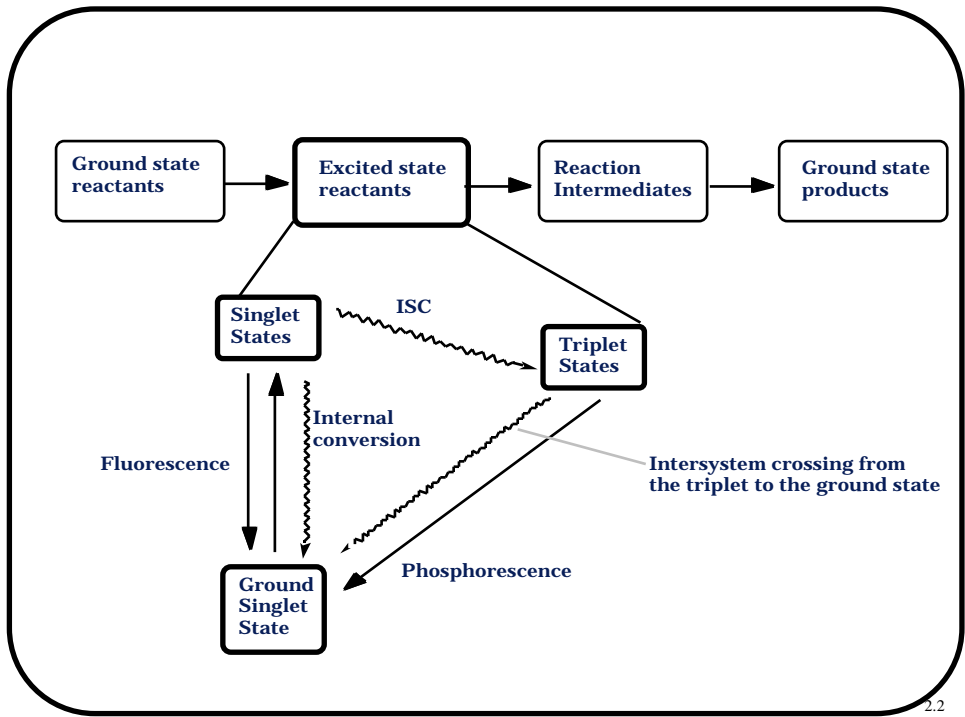 Ground state
reactants
Excited state
reactants
Reaction
Intermediates
Ground state
products
Singlet
States
ISC
Triplet
States
Internal
conversion
Fluorescence
Intersystem crossing from
the triplet to the ground state
Phosphorescence
Ground
Singlet
State
2.2